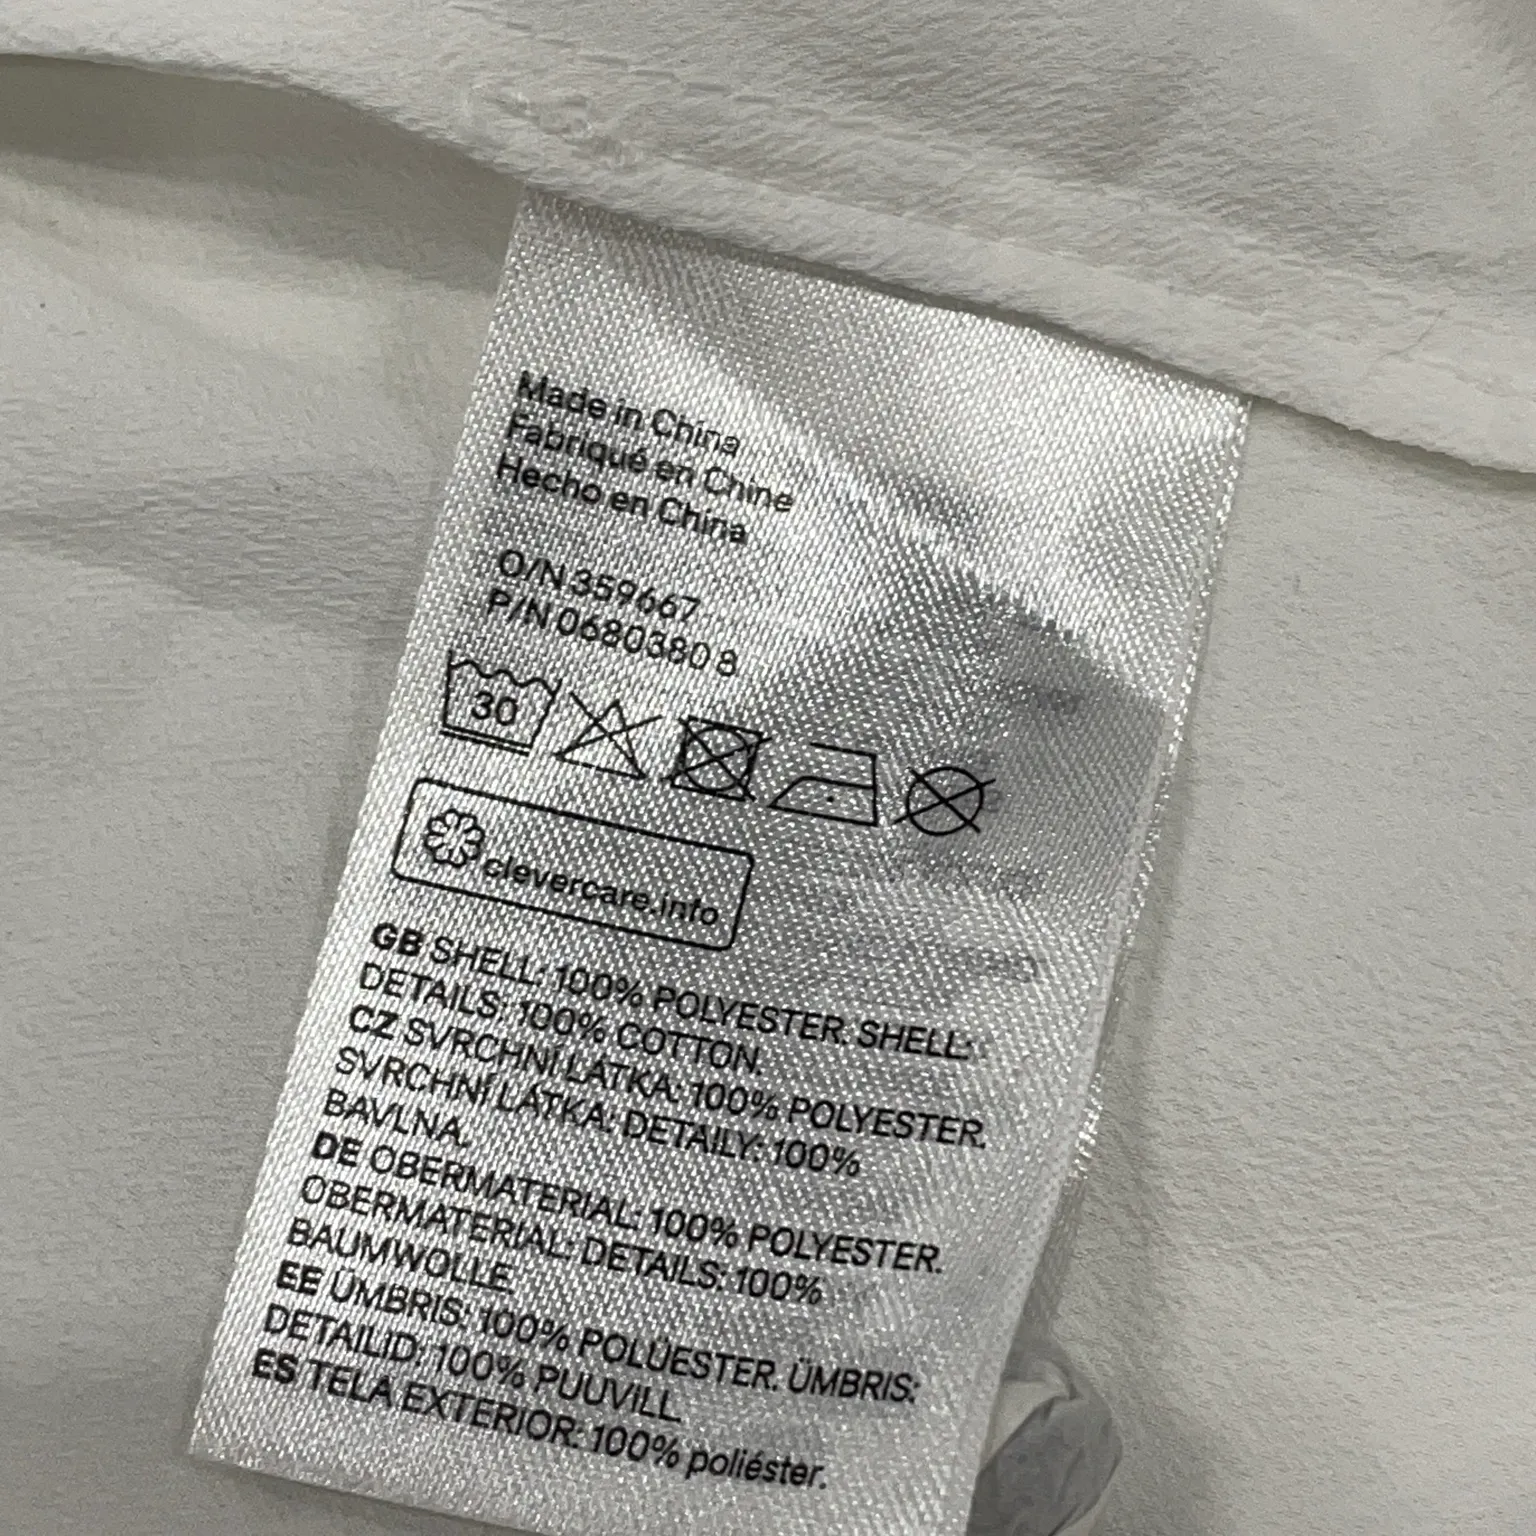 Made in China
Fabriqué en Chine
Hecho en China
O/N 359667
P/N 0680380 8
30
clevercare.info
GB SHELL: 100% POLYESTER. SHELL:
DETAILS: 100% COTTON.
CZ SVRCHNÍ LÁTKA: 100% POLYESTER.
SVRCHNÍ LÁTKA: DETAILY: 100%
BAVLNA.
DE OBERMATERIAL: 100% POLYESTER.
OBERMATERIAL: DETAILS: 100%
BAUMWOLLE.
EE ÜMBRIS: 100% POLÜESTER. ÜMBRIS:
DETAILID: 100% PUUVILL.
ES TELA EXTERIOR: 100% poliéster.